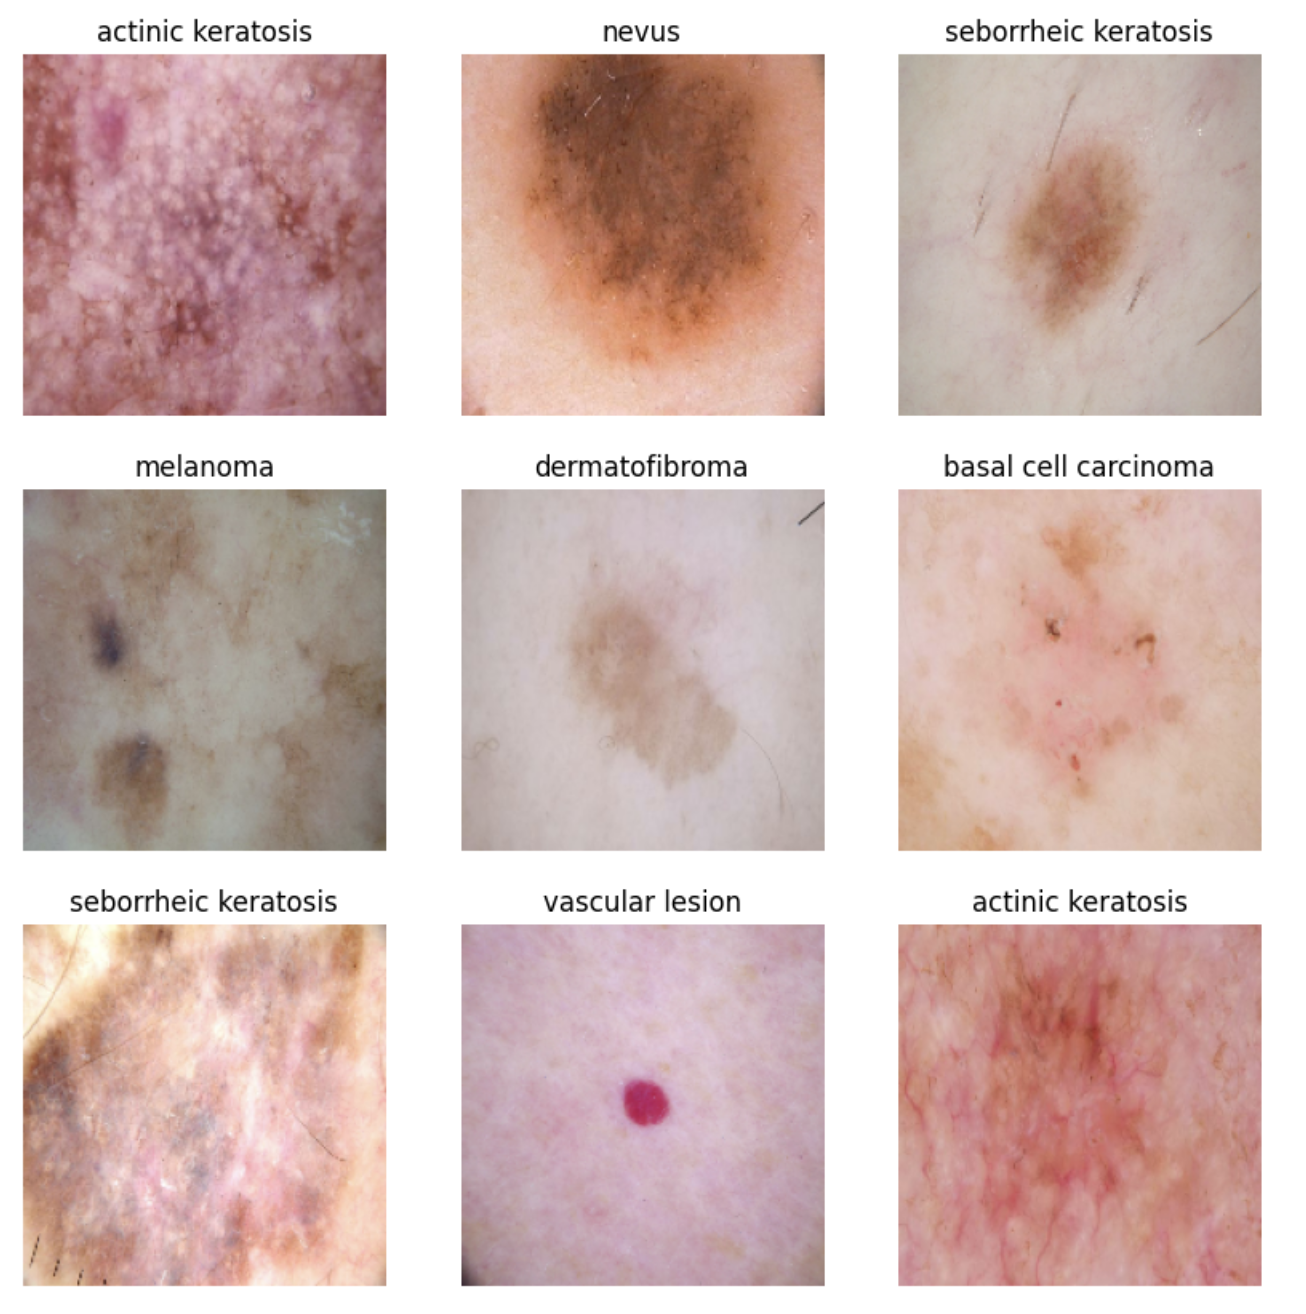 actinic keratosis
nevus
seborrheic keratosis
melanoma
dermatofibroma
basal cell carcinoma
seborrheic keratosis
vascular lesion
actinic keratosis